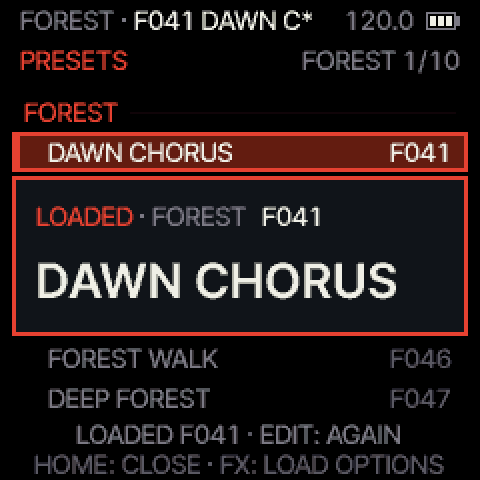 FOREST · F041 DAWN C* 120.0
PRESETS FOREST 1/10
FOREST
DAWN CHORUS F041
LOADED · FOREST F041
DAWN CHORUS
FOREST WALK F046
DEEP FOREST F047
LOADED F041 · EDIT: AGAIN
HOME: CLOSE · FX: LOAD OPTIONS